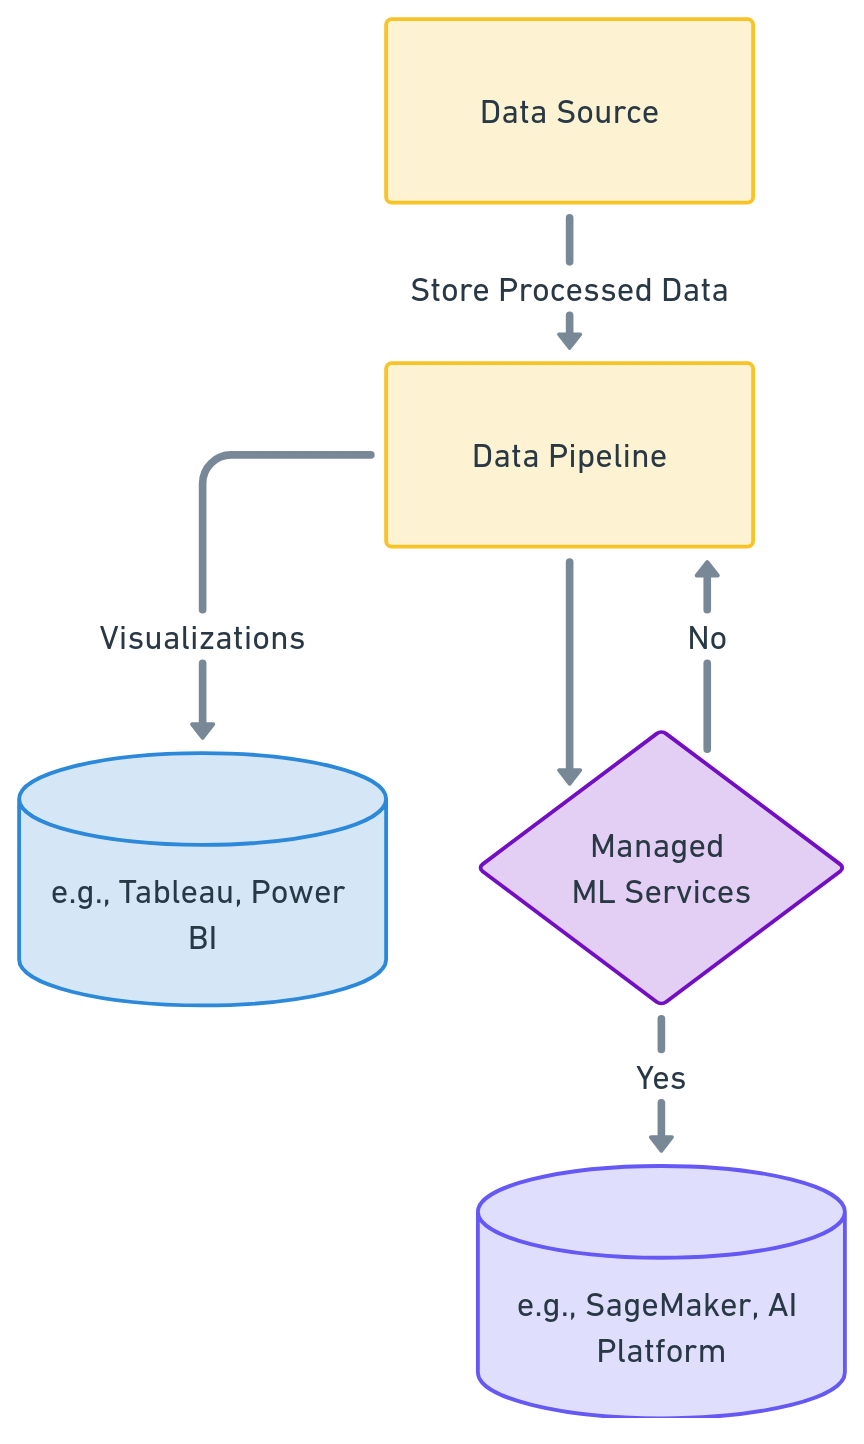 Data Source
Store Processed Data
Data Pipeline
Visualizations
No
Managed
ML Services
e.g., Tableau, Power
BI
Yes
e.g., SageMaker, AI
Platform